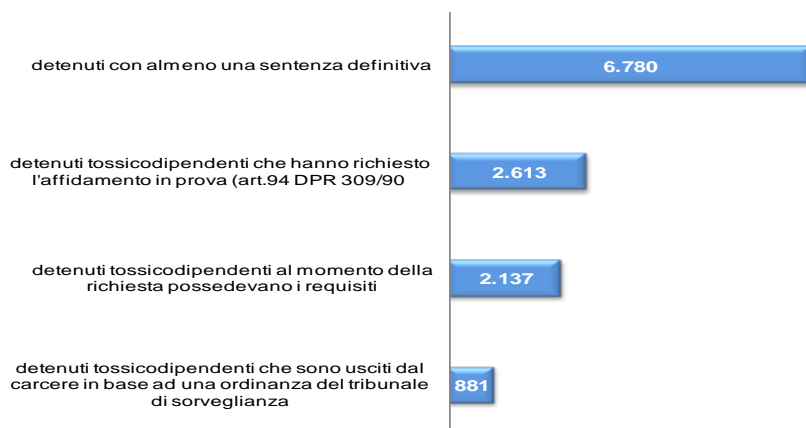 detenuti con almeno una sentenza definitiva
6.780
detenuti tossicodipendenti che hanno richiesto
l'affidamento in prova (art.94 DPR 309/90
2.613
detenuti tossicodipendenti al momento della
richiesta possedevano i requisiti
2.137
detenuti tossicodipendenti che sono usciti dal
carcere in base ad una ordinanza del tribunale
di sorveglianza
881